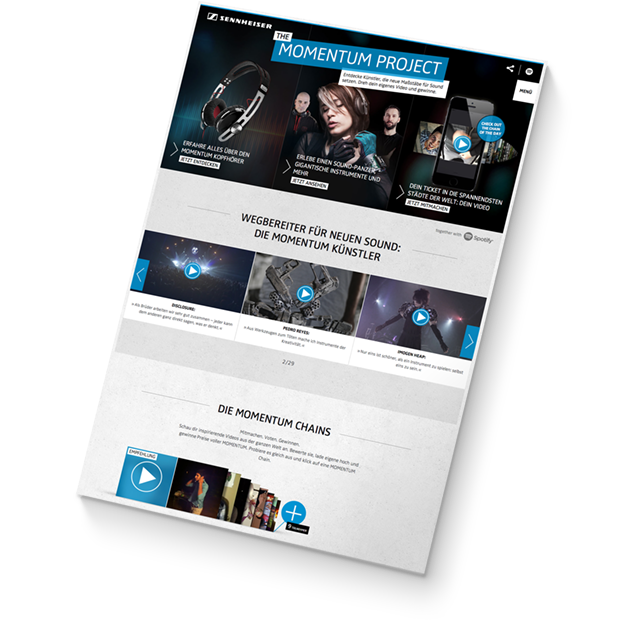 SENNHEISER
THE
MOMENTUM PROJECT
Entdecke Künstler, die neue Maßstäbe für Sound
setzen. Dreh dein eigenes Video und gewinne.
MENÜ
CHECK OUT
THE CHAIN
OF THE DAY
ERFAHRE ALLES ÜBER DEN
MOMENTUM KOPFHÖRER
JETZT ENTDECKEN
ERLEBE EINEN SOUND-PANZER,
GIGANTISCHE INSTRUMENTE UND
MEHR
JETZT ANSEHEN
DEIN TICKET IN DIE SPANNENDSTEN
STÄDTE DER WELT: DEIN VIDEO
JETZT MITMACHEN
together with Spotify
WEGBEREITER FÜR NEUEN SOUND:
DIE MOMENTUM KÜNSTLER
DISCLOSURE:
»Als Brüder arbeiten wir sehr gut zusammen – jeder kann
dem anderen ganz direkt sagen, was er denkt.«
PEDRO REYES:
»Aus Werkzeugen zum Töten mache ich Instrumente der
Kreativität.«
IMOGEN HEAP:
»Nur eins ist schöner, als ein Instrument zu spielen: selbst
eins zu sein.«
2/29
DIE MOMENTUM CHAINS
Mitmachen. Voten. Gewinnen.
Schau dir inspirierende Videos aus der ganzen Welt an. Bewerte sie, lade eigene hoch und
gewinne Preise voller MOMENTUM. Probiere es gleich aus und klick auf eine MOMENTUM
Chain.
EMPFEHLUNG